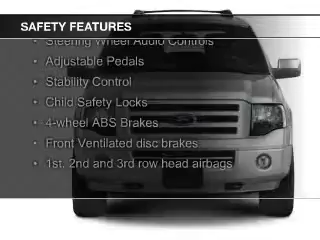 SAFETY FEATURES
• Steering Wheel Audio Controls
• Adjustable Pedals
• Stability Control
• Child Safety Locks
• 4-wheel ABS Brakes
• Front Ventilated disc brakes
• 1st. 2nd and 3rd row head airbags